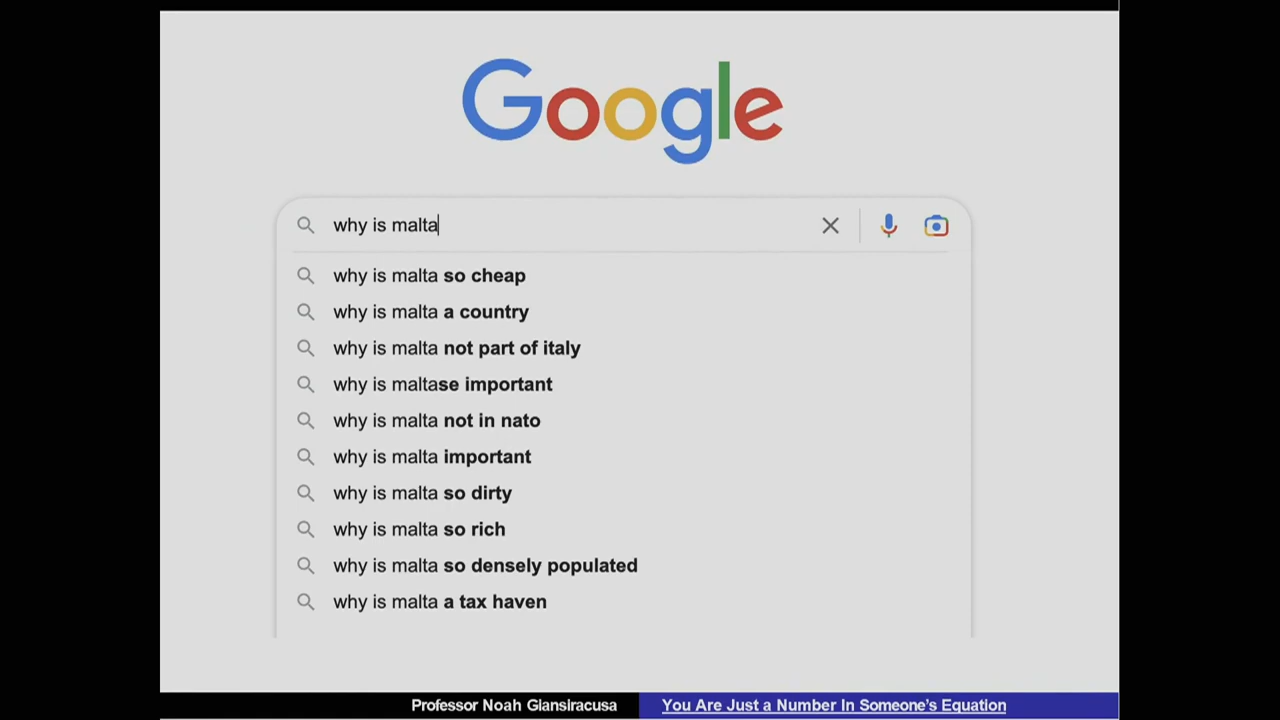 Google
why is malta
why is malta so cheap
why is malta a country
why is malta not part of italy
why is maltase important
why is malta not in nato
why is malta important
why is malta so dirty
why is malta so rich
why is malta so densely populated
why is malta a tax haven
Professor Noah Giansiracusa You Are Just a Number In Someone's Equation